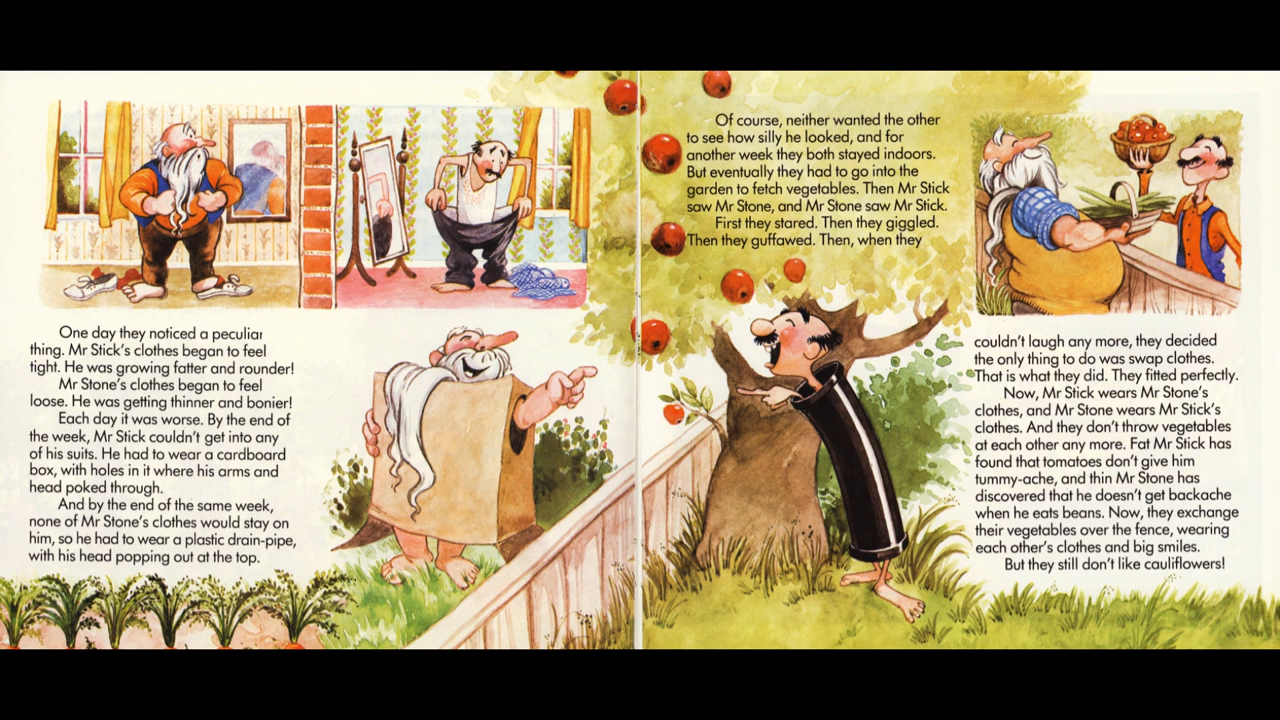 One day they noticed a peculiar
thing. Mr Stick's clothes began to feel
tight. He was growing fatter and rounder!
Mr Stone's clothes began to feel
loose. He was getting thinner and bonier!
Each day it was worse. By the end of
the week, Mr Stick couldn't get into any
of his suits. He had to wear a cardboard
box, with holes in it where his arms and
head poked through.
And by the end of the same week,
none of Mr Stone's clothes would stay on
him, so he had to wear a plastic drain-pipe,
with his head popping out at the top.
Of course, neither wanted the other
to see how silly he looked, and for
another week they both stayed indoors.
But eventually they had to go into the
garden to fetch vegetables. Then Mr Stick
saw Mr Stone, and Mr Stone saw Mr Stick.
First they stared. Then they giggled.
Then they guffawed. Then, when they
couldn't laugh any more, they decided
the only thing to do was swap clothes.
That is what they did. They fitted perfectly.
Now, Mr Stick wears Mr Stone's
clothes, and Mr Stone wears Mr Stick's
clothes. And they don't throw vegetables
at each other any more. Fat Mr Stick has
found that tomatoes don't give him
tummy-ache, and thin Mr Stone has
discovered that he doesn't get backache
when he eats beans. Now, they exchange
their vegetables over the fence, wearing
each other's clothes and big smiles.
But they still don't like cauliflowers!